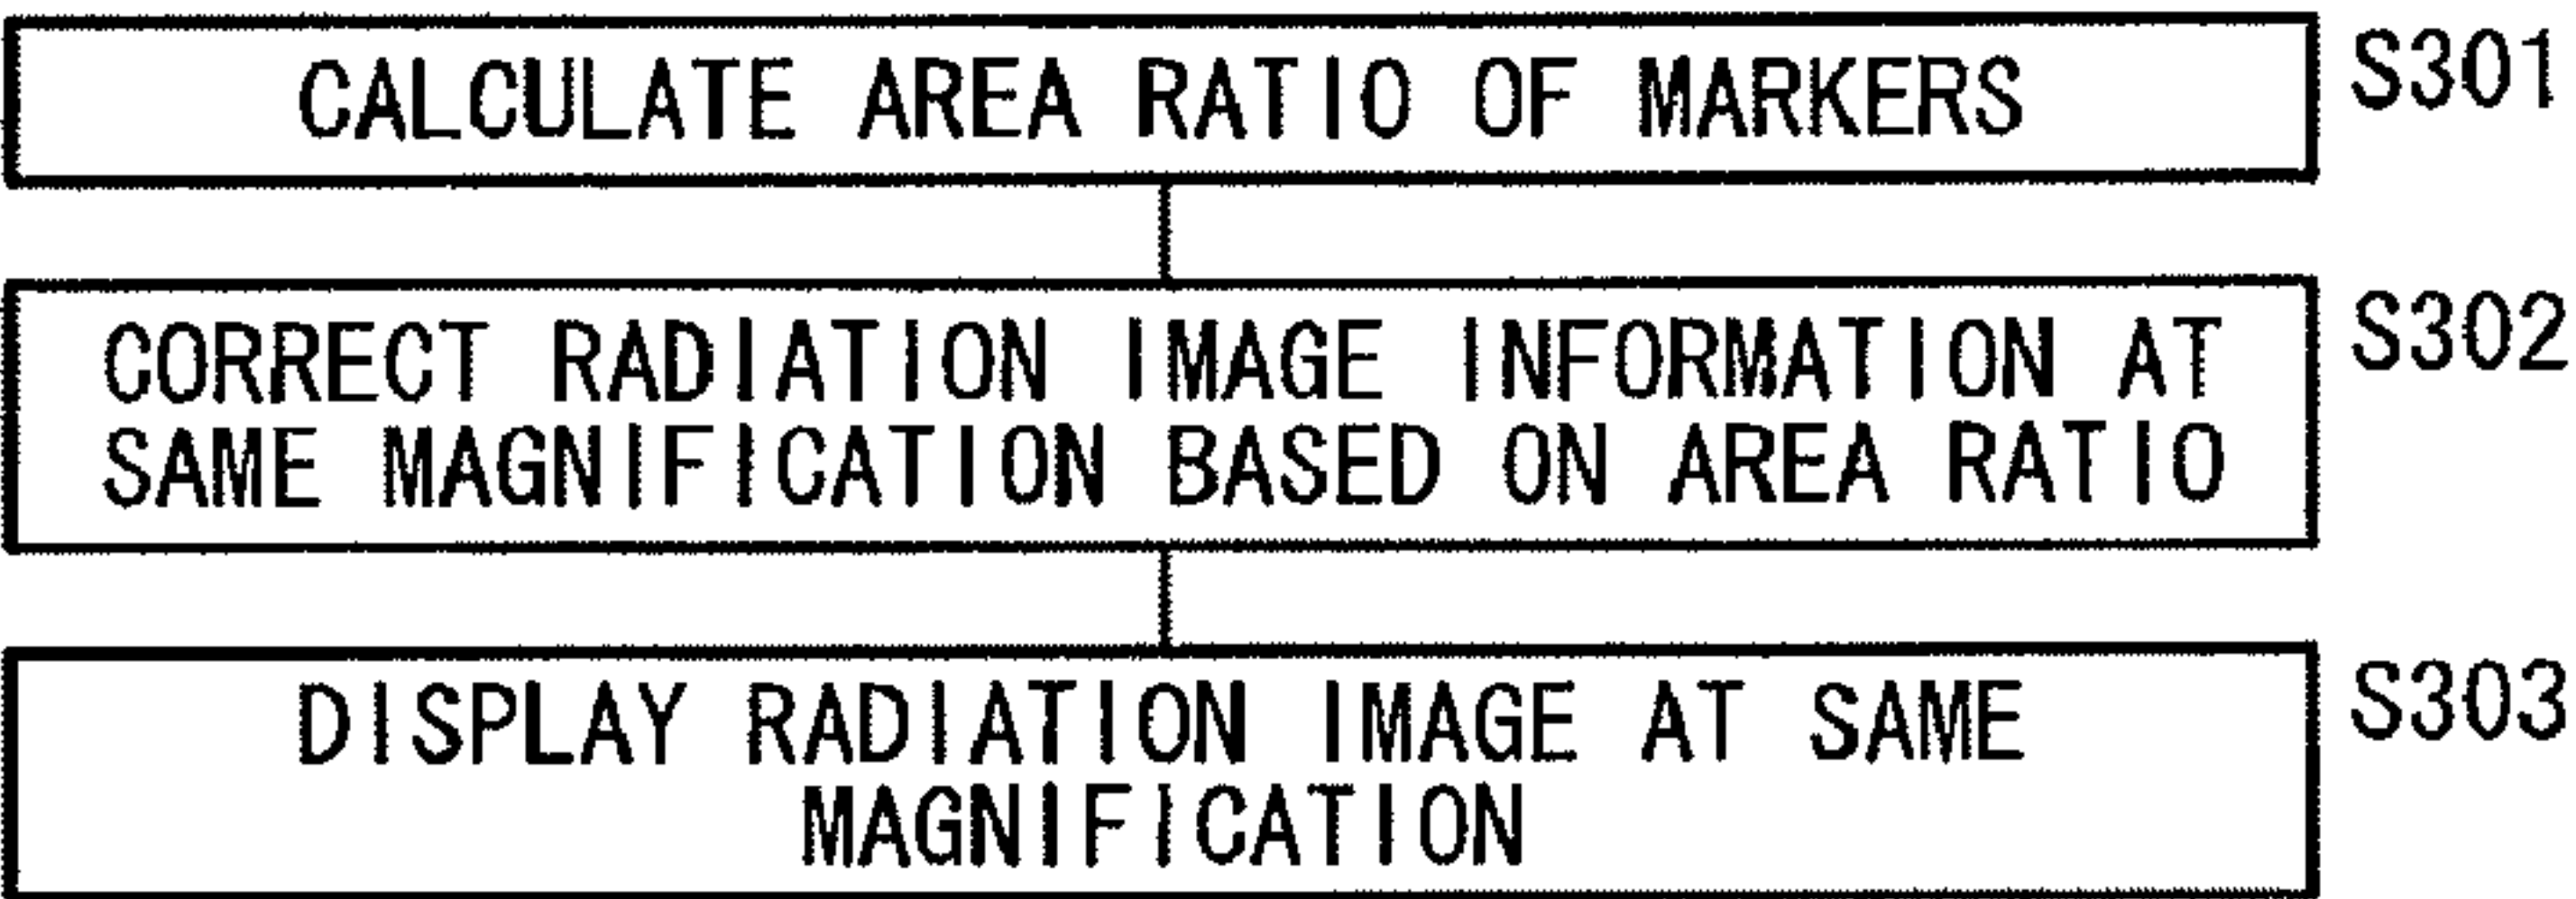 CALCULATE AREA RATIO OF MARKERS S301
CORRECT RADIATION IMAGE INFORMATION AT S302
SAME MAGNIFICATION BASED ON AREA RATIO
DISPLAY RADIATION IMAGE AT SAME S303
MAGNIFICATION